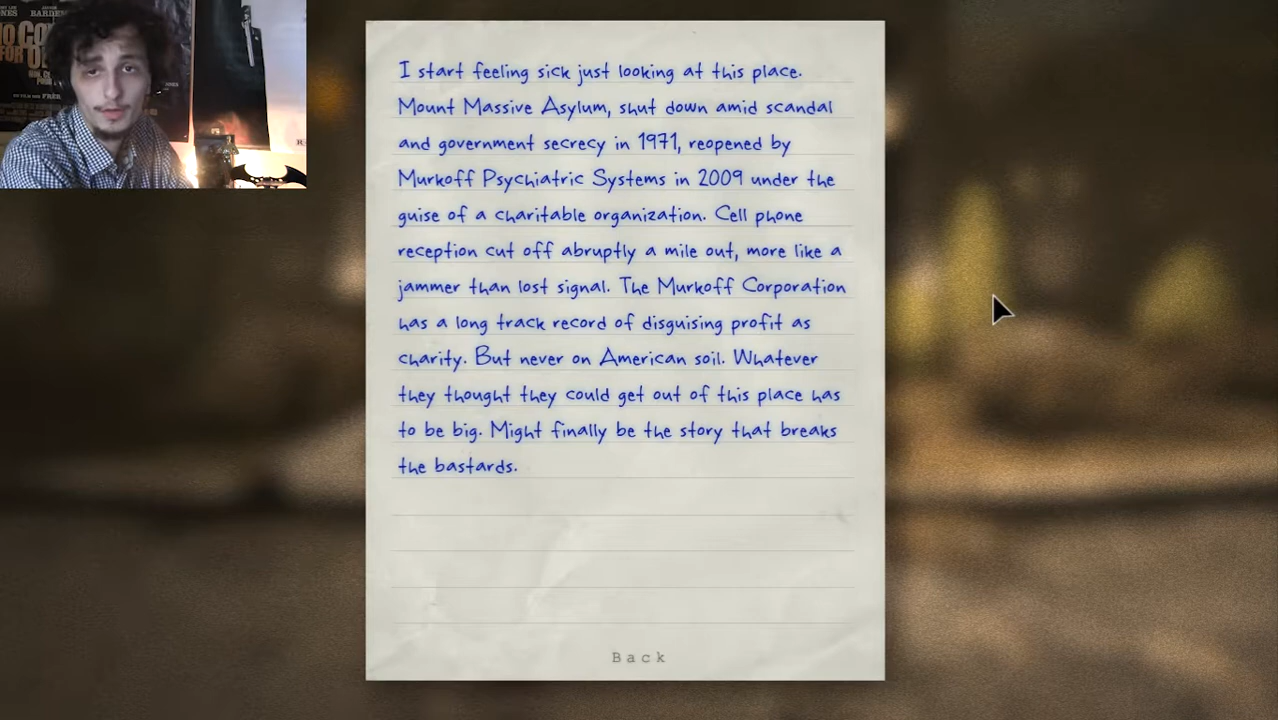 I start feeling sick just looking at this place.
Mount Massive Asylum, shut down amid scandal
and government secrecy in 1971, reopened by
Murkoff Psychiatric Systems in 2009 under the
guise of a charitable organization. Cell phone
reception cut off abruptly a mile out, more like a
jammer than lost signal. The Murkoff Corporation
has a long track record of disguising profit as
charity. But never on American soil. Whatever
they thought they could get out of this place has
to be big. Might finally be the story that breaks
the bastards.
Back